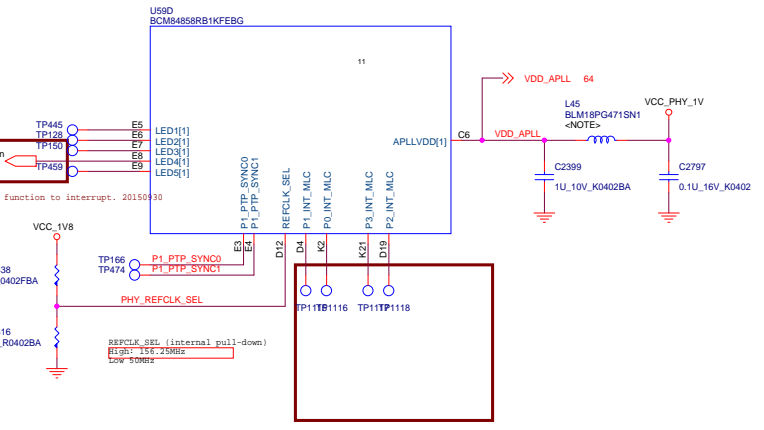 U59D
BCM84858RB1KFEBG
11
VDD_APLL 64
L45
BLM18PG471SN1
<NOTE>
VCC_PHY_1V
TP445
TP128
TP150
TP459
n
E5
E6
E7
E8
E9
LED1[1]
LED2[1]
LED3[1]
LED4[1]
LED5[1]
APLLVDD[1]
C6
VDD_APLL
C2399
1U_10V_K0402BA
C2797
0.1U_16V_K0402
function to interrupt. 20150930
P1_PTP_SYNC0
P1_PTP_SYNC1
REFCLK_SEL
P1_INT_MLC
P0_INT_MLC
P3_INT_MLC
P2_INT_MLC
E3
E4
D12
D4
K2
K21
D19
VCC_1V8
TP166
TP474
P1_PTP_SYNC0
P1_PTP_SYNC1
38
0402FBA
PHY_REFCLK_SEL
TP1116
TP1118
16
_R0402BA
REFCLK_SEL (internal pull-down)
High: 156.25MHz
Low 50MHz